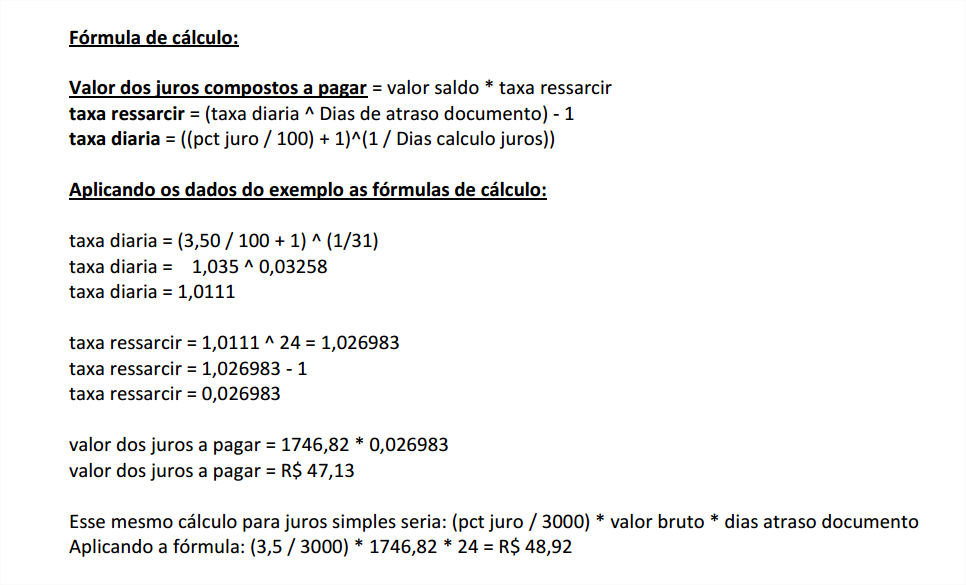 Fórmula de cálculo:
Valor dos juros compostos a pagar = valor saldo * taxa ressarcir
taxa ressarcir = (taxa diaria ^ Dias de atraso documento) - 1
taxa diaria = ((pct juro / 100) + 1)^(1 / Dias calculo juros))
Aplicando os dados do exemplo as fórmulas de cálculo:
taxa diaria = (3,50 / 100 + 1) ^ (1/31)
taxa diaria =    1,035 ^ 0,03258
taxa diaria = 1,0111
taxa ressarcir = 1,0111 ^ 24 = 1,026983
taxa ressarcir = 1,026983 - 1
taxa ressarcir = 0,026983
valor dos juros a pagar = 1746,82 * 0,026983
valor dos juros a pagar = R$ 47,13
Esse mesmo cálculo para juros simples seria: (pct juro / 3000) * valor bruto * dias atraso documento
Aplicando a fórmula: (3,5 / 3000) * 1746,82 * 24 = R$ 48,92